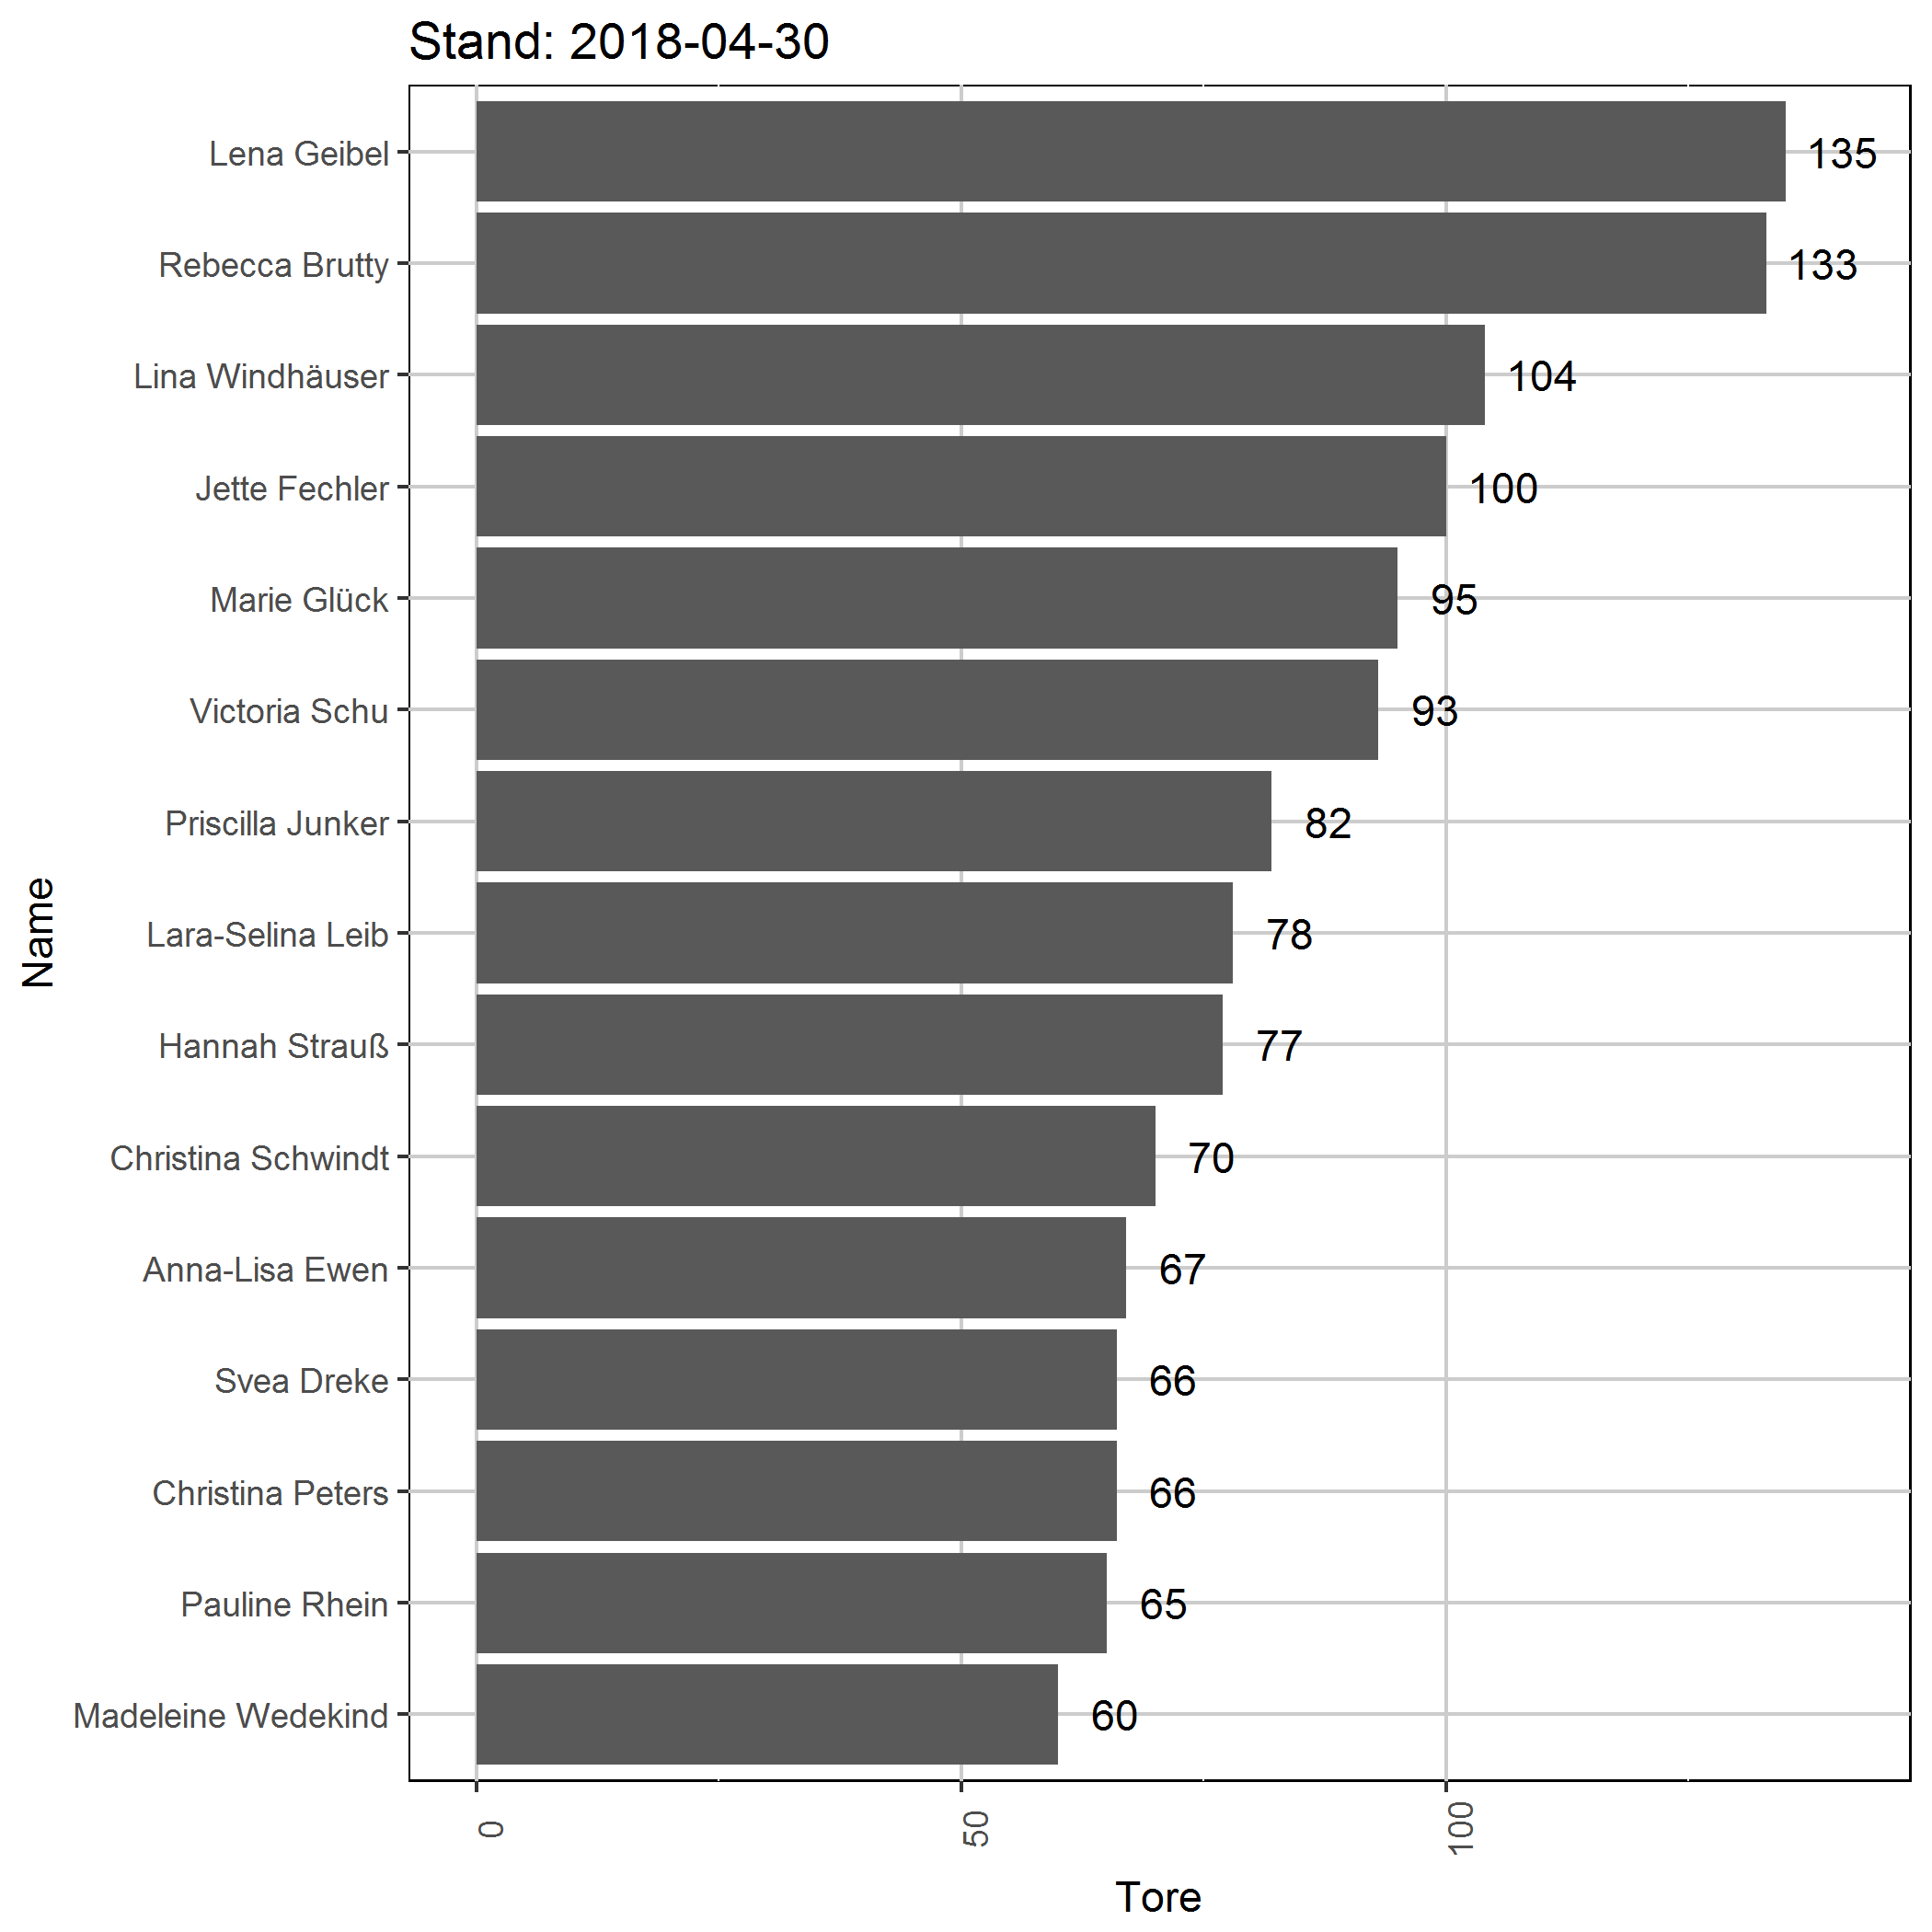 Stand: 2018-04-30
Lena Geibel 135
Rebecca Brutty 133
Lina Windhäuser 104
Jette Fechler 100
Marie Glück 95
Victoria Schu 93
Priscilla Junker 82
Lara-Selina Leib 78
Hannah Strauß 77
Christina Schwindt 70
Anna-Lisa Ewen 67
Svea Dreke 66
Christina Peters 66
Pauline Rhein 65
Madeleine Wedekind 60
Name
0 50 100
Tore